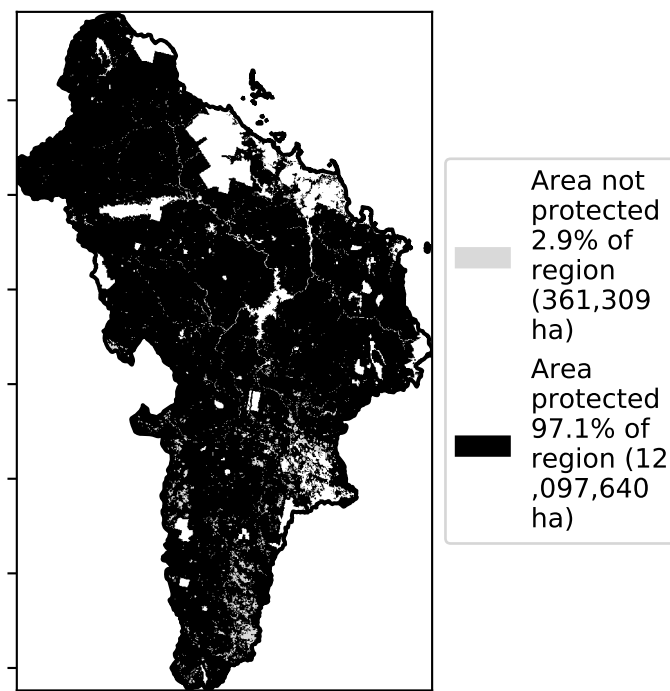 Area not
protected
2.9% of
region
(361,309
ha)
Area
protected
97.1% of
region (12
,097,640
ha)